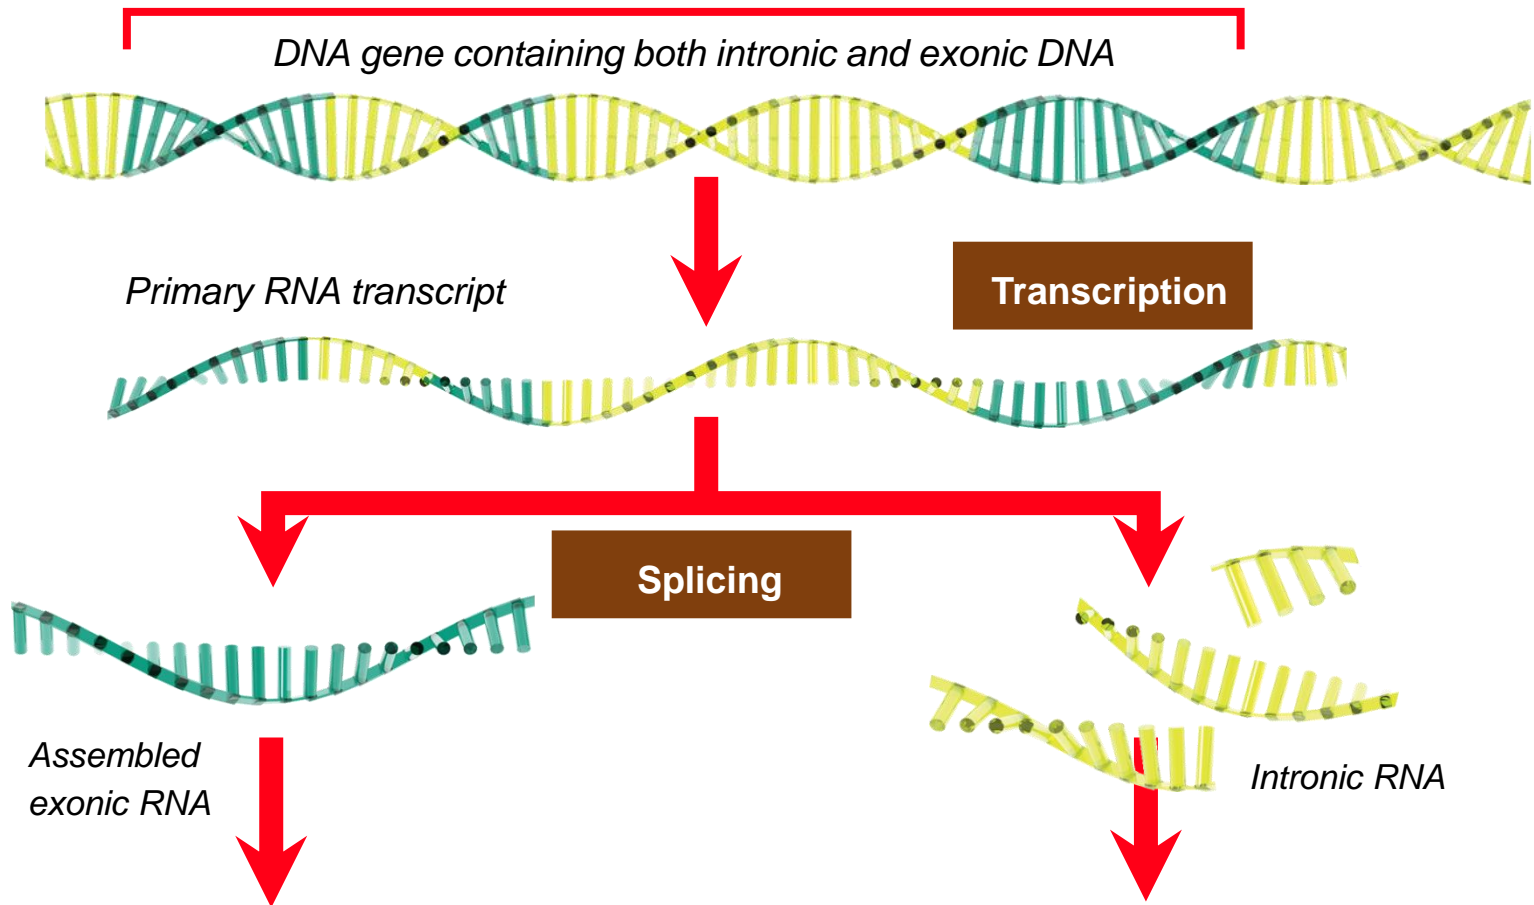 DNA gene containing both intronic and exonic DNA
Primary RNA transcript
Transcription
Splicing
Assembled
exonic RNA
Intronic RNA